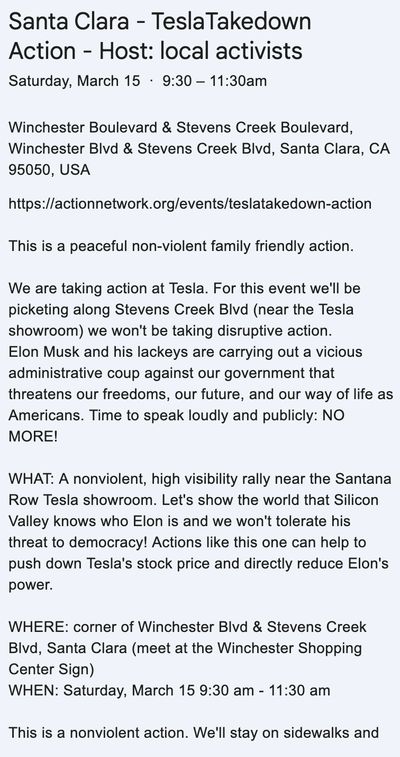 Santa Clara - TeslaTakedown
Action - Host: local activists
Saturday, March 15 · 9:30 – 11:30am
Winchester Boulevard & Stevens Creek Boulevard,
Winchester Blvd & Stevens Creek Blvd, Santa Clara, CA
95050, USA
https://actionnetwork.org/events/teslatakedown-action
This is a peaceful non-violent family friendly action.
We are taking action at Tesla. For this event we'll be
picketing along Stevens Creek Blvd (near the Tesla
showroom) we won't be taking disruptive action.
Elon Musk and his lackeys are carrying out a vicious
administrative coup against our government that
threatens our freedoms, our future, and our way of life as
Americans. Time to speak loudly and publicly: NO
MORE!
WHAT: A nonviolent, high visibility rally near the Santana
Row Tesla showroom. Let's show the world that Silicon
Valley knows who Elon is and we won't tolerate his
threat to democracy! Actions like this one can help to
push down Tesla's stock price and directly reduce Elon's
power.
WHERE: corner of Winchester Blvd & Stevens Creek
Blvd, Santa Clara (meet at the Winchester Shopping
Center Sign)
WHEN: Saturday, March 15 9:30 am - 11:30 am
This is a nonviolent action. We'll stay on sidewalks and